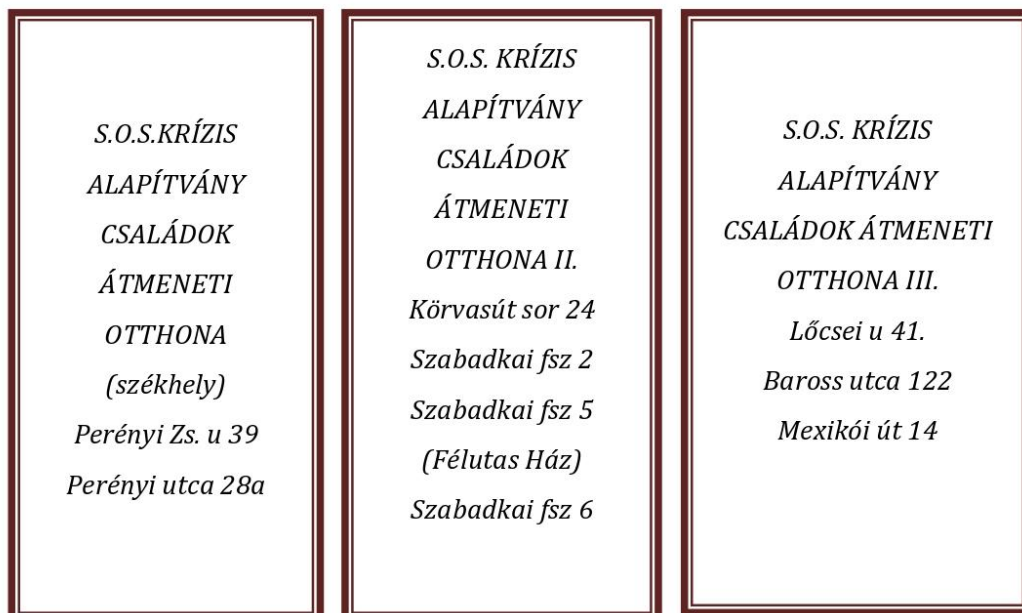 S.O.S.KRÍZIS
ALAPÍTVÁNY
CSALÁDOK
ÁTMENETI
OTTHONA
(székhely)
Perényi Zs. u 39
Perényi utca 28a
S.O.S. KRÍZIS
ALAPÍTVÁNY
CSALÁDOK
ÁTMENETI
OTTHONA II.
Körvasút sor 24
Szabadkai fsz 2
Szabadkai fsz 5
(Félutas Ház)
Szabadkai fsz 6
S.O.S. KRÍZIS
ALAPÍTVÁNY
CSALÁDOK ÁTMENETI
OTTHONA III.
Lőcsei u 41.
Baross utca 122
Mexikói út 14